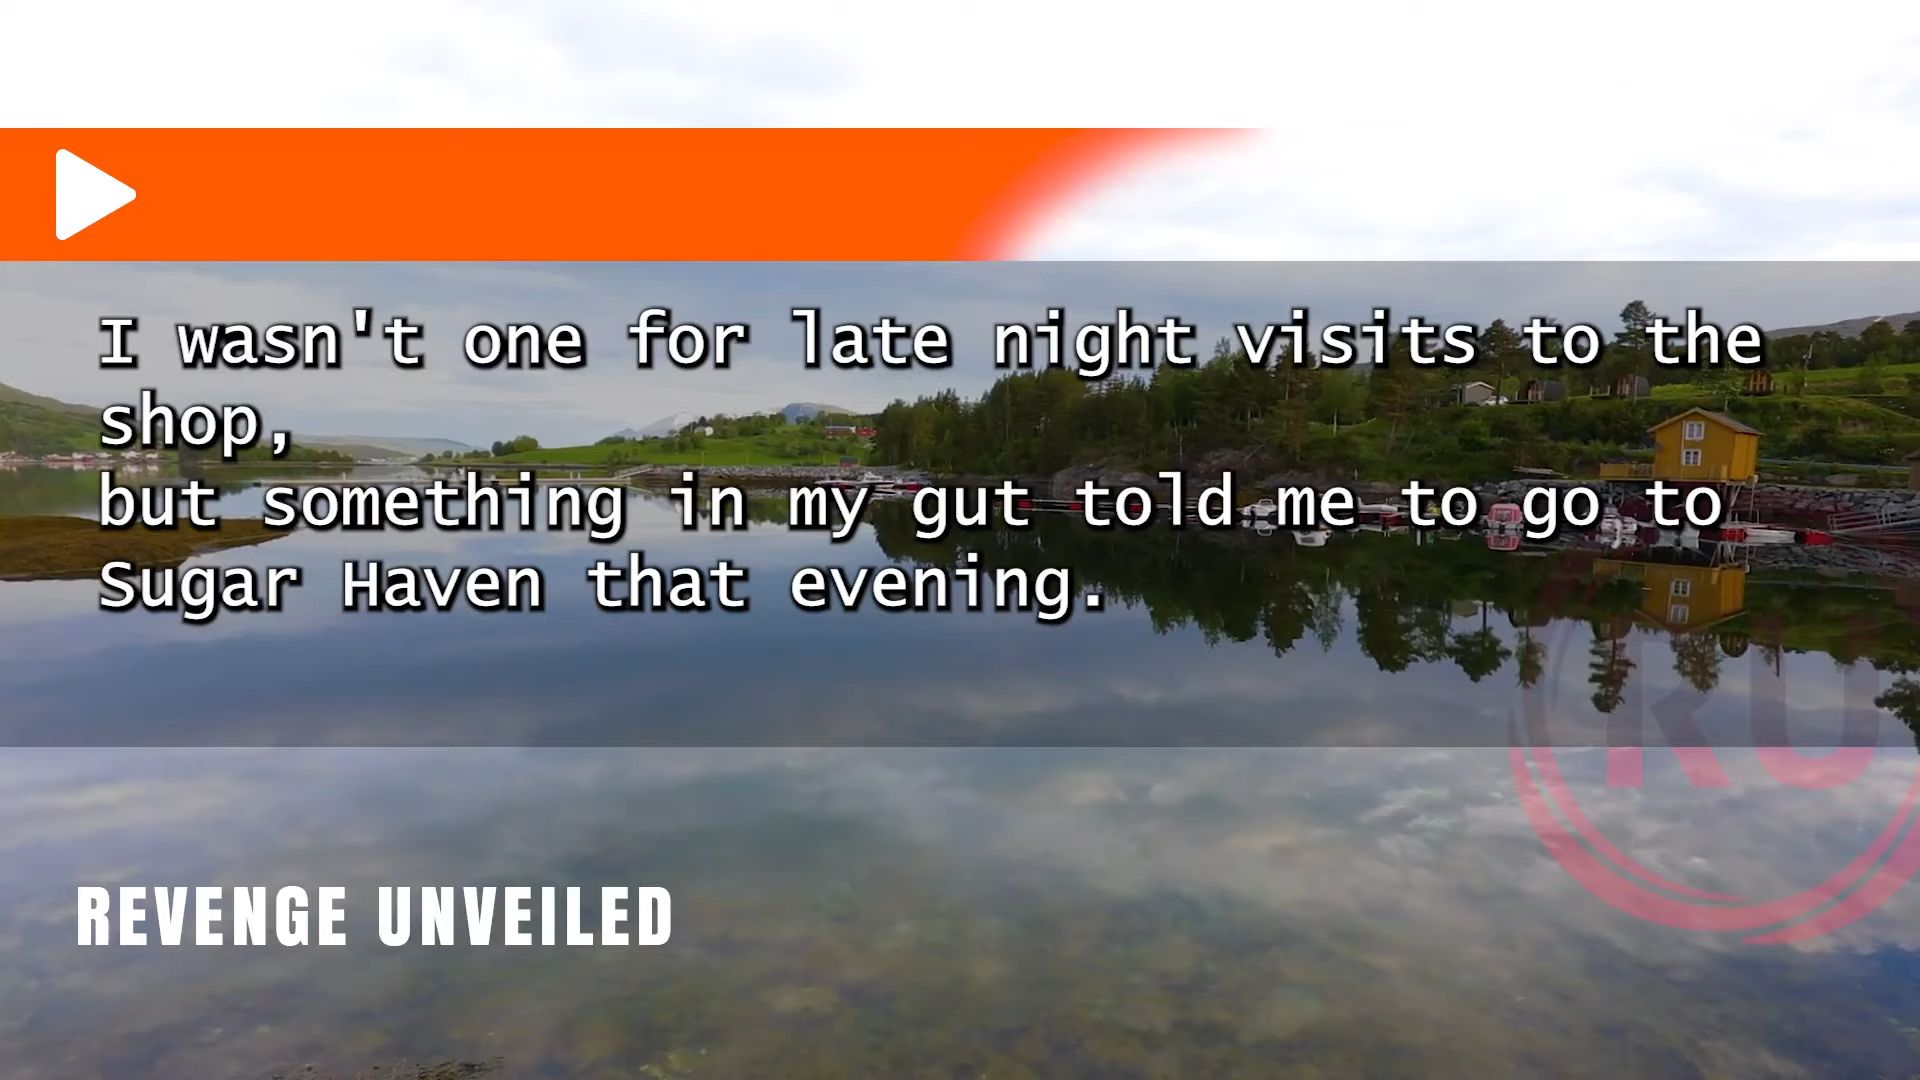 I wasn't one for late night visits to the
shop,
but something in my gut told me to go to
Sugar Haven that evening.
RU
REVENGE UNVEILED